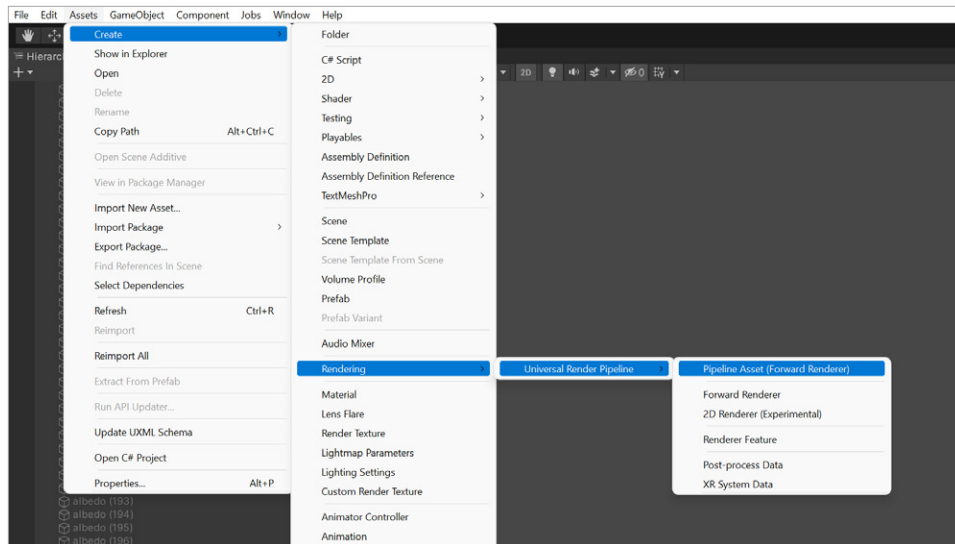 File Edit Assets GameObject Component Jobs Window Help
Hierarc
2D
0
Create
Show in Explorer
Open
Delete
Rename
Copy Path Alt+Ctrl+C
Open Scene Additive
View in Package Manager
Import New Asset...
Import Package
Export Package...
Find References In Scene
Select Dependencies
Refresh Ctrl+R
Reimport
Reimport All
Extract From Prefab
Run API Updater...
Update UXML Schema
Open C# Project
Properties... Alt+P
albedo (193)
albedo (194)
albedo (195)
albedo (196)
Folder
C# Script
2D
Shader
Testing
Playables
Assembly Definition
Assembly Definition Reference
TextMeshPro
Scene
Scene Template
Scene Template From Scene
Volume Profile
Prefab
Prefab Variant
Audio Mixer
Rendering
Material
Lens Flare
Render Texture
Lightmap Parameters
Lighting Settings
Custom Render Texture
Animator Controller
Animation
Universal Render Pipeline
Pipeline Asset (Forward Renderer)
Forward Renderer
2D Renderer (Experimental)
Renderer Feature
Post-process Data
XR System Data